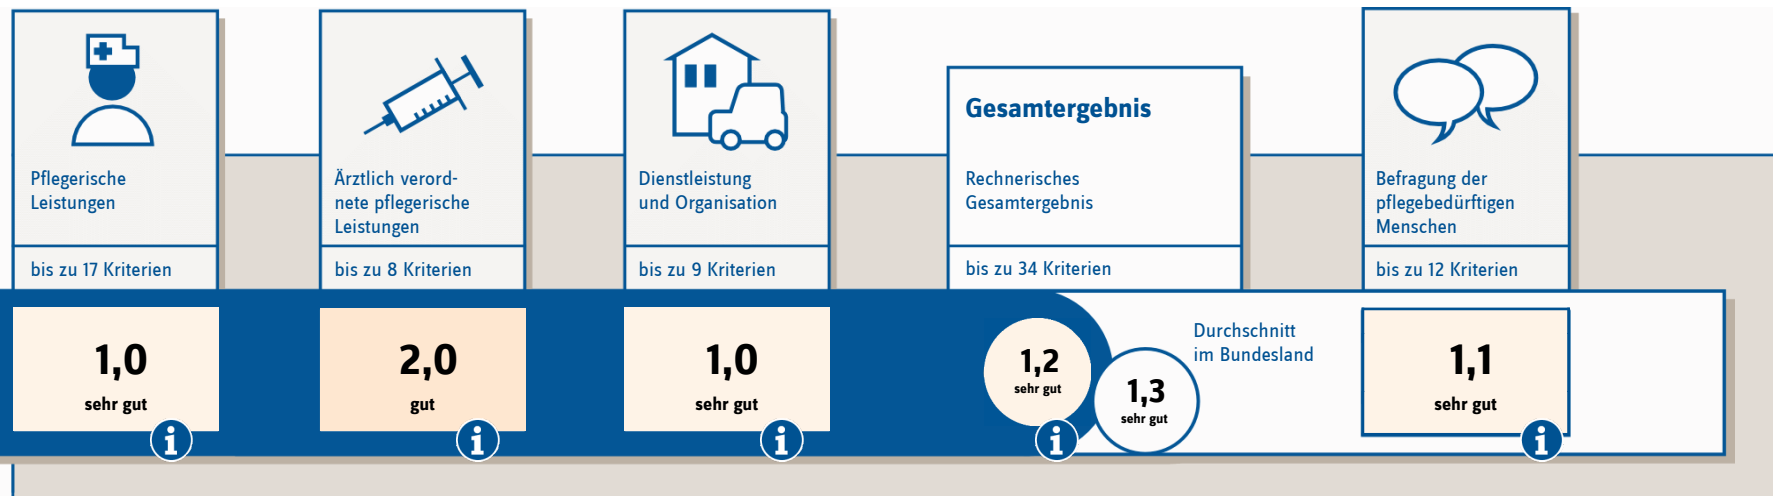 Pflegerische
Leistungen
bis zu 17 Kriterien
1,0
sehr gut
i
Ärztlich verord-
nete pflegerische
Leistungen
bis zu 8 Kriterien
2,0
gut
i
Dienstleistung
und Organisation
bis zu 9 Kriterien
1,0
sehr gut
i
Gesamtergebnis
Rechnerisches
Gesamtergebnis
bis zu 34 Kriterien
1,2
sehr gut
i
1,3
sehr gut
Durchschnitt
im Bundesland
Befragung der
pflegebedürftigen
Menschen
bis zu 12 Kriterien
1,1
sehr gut
i